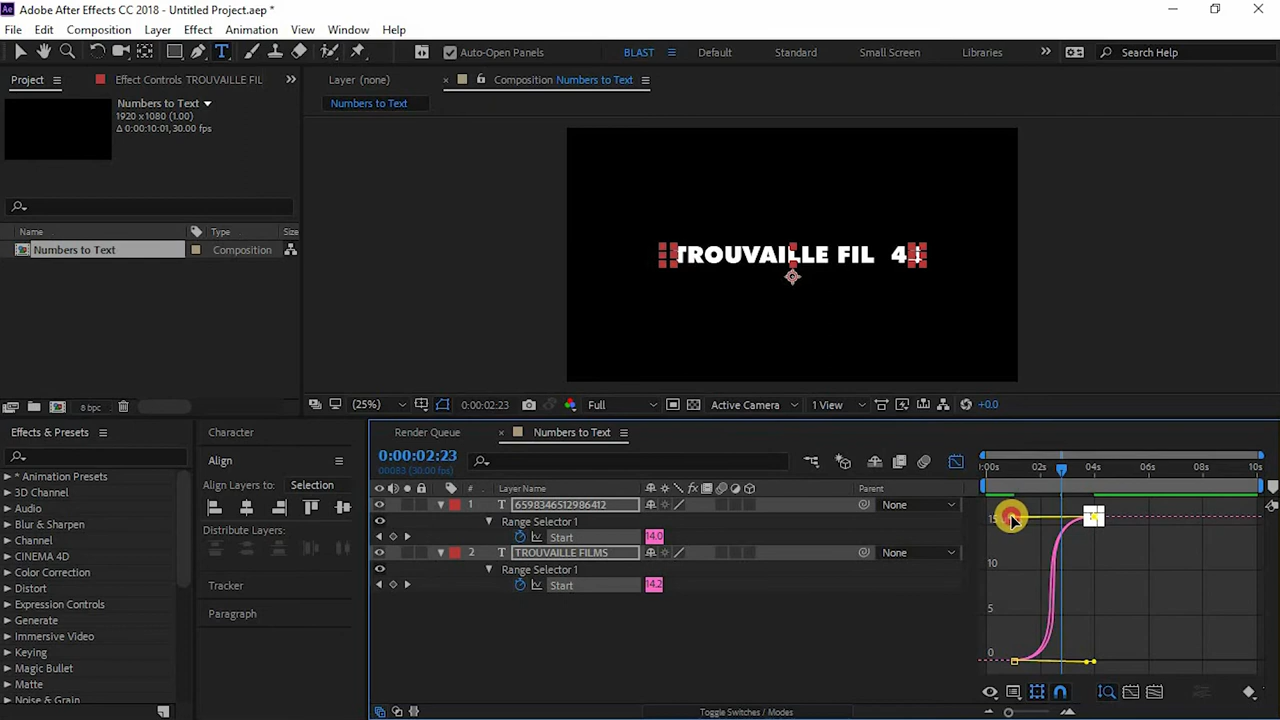 Adobe After Effects CC 2018 - Untitled Project.aep *
File Edit Composition Layer Effect Animation View Window Help
Auto-Open Panels BLAST Default Standard Small Screen Libraries Search Help
Project Effect Controls TROUVAILLE FIL Layer (none) Composition Numbers to Text
Numbers to Text
Numbers to Text
1920 x 1080 (1.00)
Δ 0:00:10:01, 30.00 fps
Name Type Size
Numbers to Text Composition
TROUVAILLE FIL 4
8 bpc (25%) 0:00:02:23 Full Active Camera 1 View +0.0
Effects & Presets
* Animation Presets
3D Channel
Audio
Blur & Sharpen
Channel
CINEMA 4D
Color Correction
Distort
Expression Controls
Generate
Immersive Video
Keying
Magic Bullet
Matte
Noise & Grain
Character
Align
Align Layers to: Selection
Distribute Layers:
Tracker
Paragraph
Render Queue Numbers to Text
0:00:02:23
00083 (30.00 fps)
:00s 02s 04s 06s 08s 10s
# Layer Name Parent
1 T 6598346512986412 None
Range Selector 1
Start 14.0
2 T TROUVAILLE FILMS None
Range Selector 1
Start 14.2
15
10
5
0
Toggle Switches / Modes